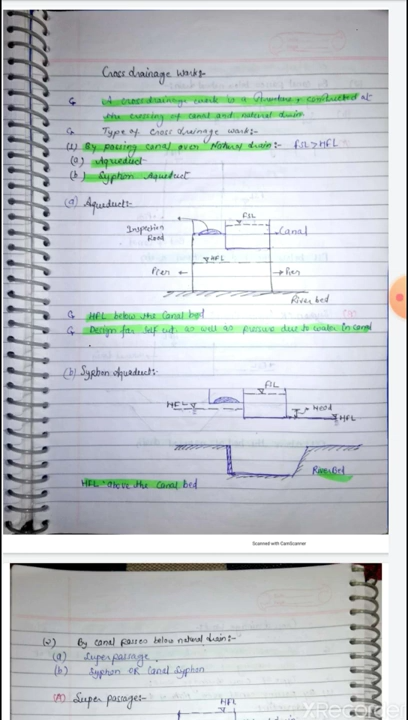 Cross drainage works:-
A cross drainage work is a structure, constructed at
the crossing of canal and natural drain
Type of cross drainage work:-
(1) By passing canal over Natural drain:- FSL > HFL
(a) Aqueduct
(b) Syphon Aqueduct
(a) Aqueduct:-
FSL
Inspection
Road
Canal
HFL
Pier
Pier
River bed
HFL below the Canal bed
Design for self wt. as well as pressure due to water in canal
(b) Syphon Aqueduct:-
FSL
HFL
Head
HFL
River Bed
HFL above the Canal bed
Scanned with CamScanner
(2) By canal passes below natural drain:-
(a) Super passage
(b) Syphon or Canal Syphon
(A) Super passage:-
HFL
XRecorder